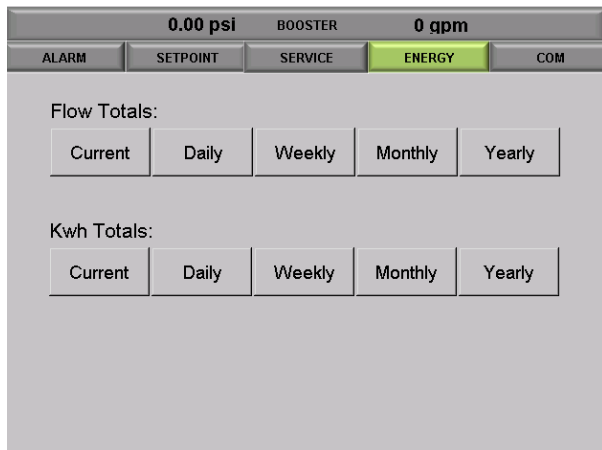 0.00 psi BOOSTER 0 gpm
ALARM SETPOINT SERVICE ENERGY COM
Flow Totals:
Current Daily Weekly Monthly Yearly
Kwh Totals:
Current Daily Weekly Monthly Yearly